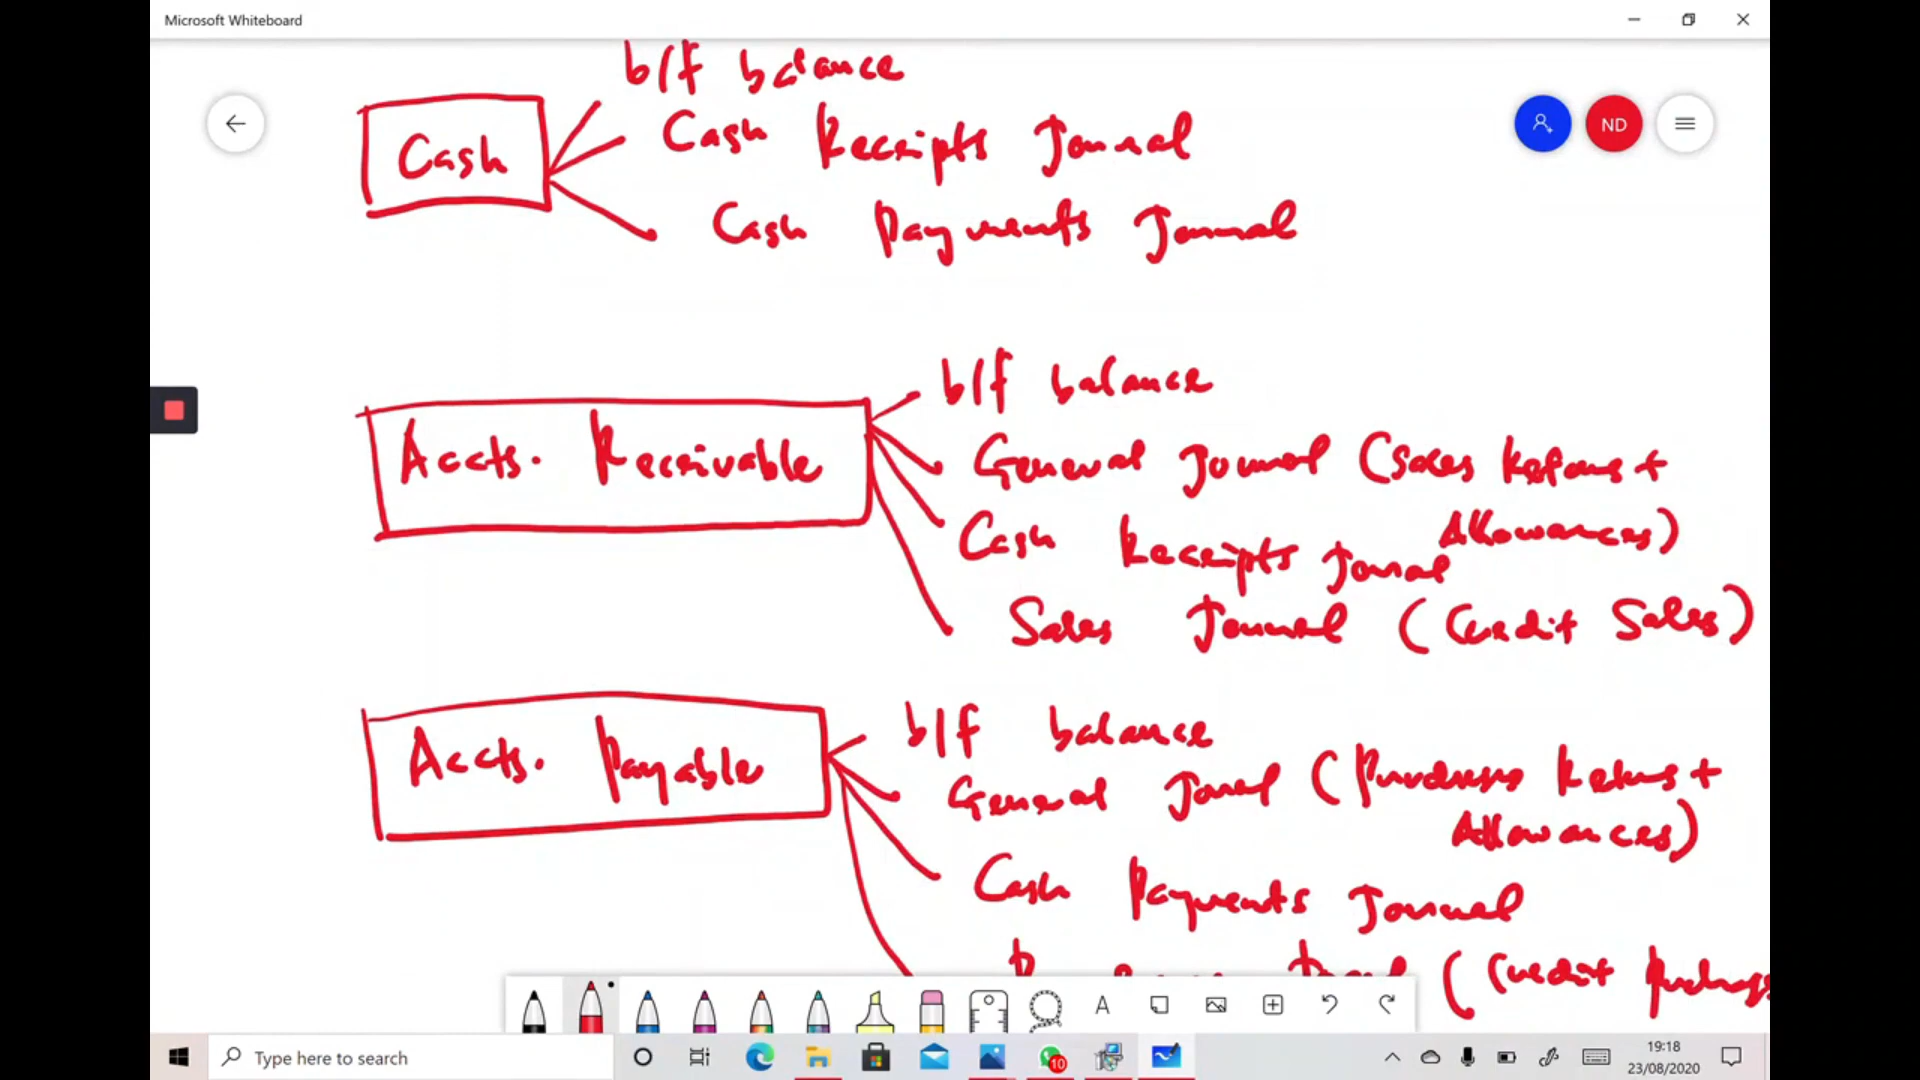 Microsoft Whiteboard
b/f balance
Cash
Cash Receipts Journal
Cash Payments Journal
ND
b/f balance
Accts. Receivable
General Journal (Sales Returns +
Allowances)
Cash Receipts Journal
Sales Journal (Credit Sales)
b/f balance
Accts. Payable
General Journal (Purchases Returns +
Allowances)
Cash Payments Journal
(Credit Purchases
A
Type here to search
10
19:18
23/08/2020